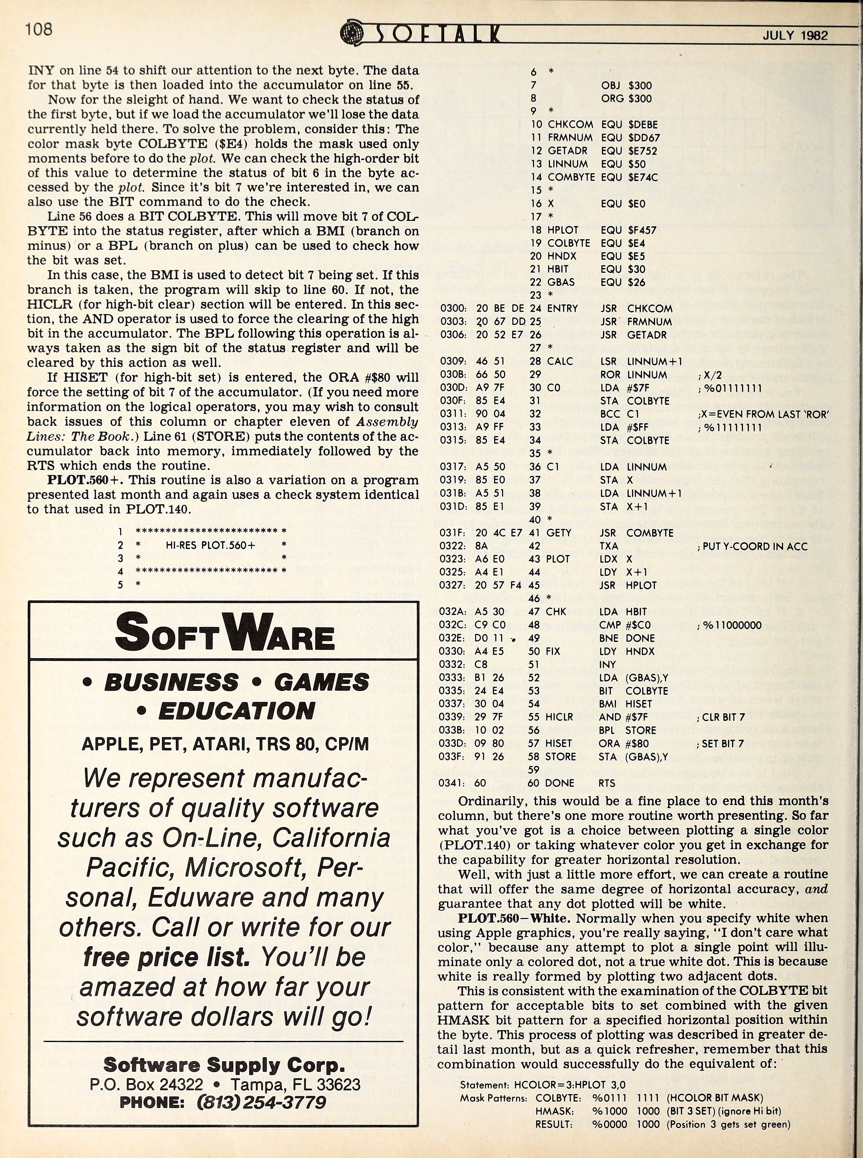 108
SOFTALK
JULY 1982
INY on line 54 to shift our attention to the next byte. The data
for that byte is then loaded into the accumulator on line 55.
Now for the sleight of hand. We want to check the status of
the first byte, but if we load the accumulator we'll lose the data
currently held there. To solve the problem, consider this: The
color mask byte COLBYTE ($E4) holds the mask used only
moments before to do the plot. We can check the high-order bit
of this value to determine the status of bit 6 in the byte ac-
cessed by the plot. Since it's bit 7 we're interested in, we can
also use the BIT command to do the check.
Line 56 does a BIT COLBYTE. This will move bit 7 of COL-
BYTE into the status register, after which a BMI (branch on
minus) or a BPL (branch on plus) can be used to check how
the bit was set.
In this case, the BMI is used to detect bit 7 being set. If this
branch is taken, the program will skip to line 60. If not, the
HICLR (for high-bit clear) section will be entered. In this sec-
tion, the AND operator is used to force the clearing of the high
bit in the accumulator. The BPL following this operation is al-
ways taken as the sign bit of the status register and will be
cleared by this action as well.
If HISET (for high-bit set) is entered, the ORA #$80 will
force the setting of bit 7 of the accumulator. (If you need more
information on the logical operators, you may wish to consult
back issues of this column or chapter eleven of Assembly
Lines: The Book.) Line 61 (STORE) puts the contents of the ac-
cumulator back into memory, immediately followed by the
RTS which ends the routine.
PLOT.560+. This routine is also a variation on a program
presented last month and again uses a check system identical
to that used in PLOT.140.
1 ************************* *
2 * HI-RES PLOT.560+ *
3 * *
4 ************************* *
5 *
SOFTWARE
• BUSINESS • GAMES
• EDUCATION
APPLE, PET, ATARI, TRS 80, CP/M
We represent manufac-
turers of quality software
such as On-Line, California
Pacific, Microsoft, Per-
sonal, Eduware and many
others. Call or write for our
free price list. You'll be
amazed at how far your
software dollars will go!
Software Supply Corp.
P.O. Box 24322 • Tampa, FL 33623
PHONE: (813) 254-3779
6 *
7 OBJ $300
8 ORG $300
9 *
10 CHKCOM EQU $DEBE
11 FRMNUM EQU $DD67
12 GETADR EQU $E752
13 LINNUM EQU $50
14 COMBYTE EQU $E74C
15 *
16 X EQU $E0
17 *
18 HPLOT EQU $F457
19 COLBYTE EQU $E4
20 HNDX EQU $E5
21 HBIT EQU $30
22 GBAS EQU $26
23 *
0300: 20 BE DE 24 ENTRY JSR CHKCOM
0303: 20 67 DD 25 JSR FRMNUM
0306: 20 52 E7 26 JSR GETADR
27 *
0309: 46 51 28 CALC LSR LINNUM+1
030B: 66 50 29 ROR LINNUM ; X/2
030D: A9 7F 30 C0 LDA #$7F ; %01111111
030F: 85 E4 31 STA COLBYTE
0311: 90 04 32 BCC C1 ;X=EVEN FROM LAST 'ROR'
0313: A9 FF 33 LDA #$FF ; %11111111
0315: 85 E4 34 STA COLBYTE
35 *
0317: A5 50 36 C1 LDA LINNUM
0319: 85 E0 37 STA X
031B: A5 51 38 LDA LINNUM+1
031D: 85 E1 39 STA X+1
40 *
031F: 20 4C E7 41 GETY JSR COMBYTE
0322: 8A 42 TXA ; PUT Y-COORD IN ACC
0323: A6 E0 43 PLOT LDX X
0325: A4 E1 44 LDY X+1
0327: 20 57 F4 45 JSR HPLOT
46 *
032A: A5 30 47 CHK LDA HBIT
032C: C9 C0 48 CMP #$C0 ; %11000000
032E: D0 11 49 BNE DONE
0330: A4 E5 50 FIX LDY HNDX
0332: C8 51 INY
0333: B1 26 52 LDA (GBAS),Y
0335: 24 E4 53 BIT COLBYTE
0337: 30 04 54 BMI HISET
0339: 29 7F 55 HICLR AND #$7F ; CLR BIT 7
033B: 10 02 56 BPL STORE
033D: 09 80 57 HISET ORA #$80 ; SET BIT 7
033F: 91 26 58 STORE STA (GBAS),Y
59
0341: 60 60 DONE RTS
Ordinarily, this would be a fine place to end this month's
column, but there's one more routine worth presenting. So far
what you've got is a choice between plotting a single color
(PLOT.140) or taking whatever color you get in exchange for
the capability for greater horizontal resolution.
Well, with just a little more effort, we can create a routine
that will offer the same degree of horizontal accuracy, and
guarantee that any dot plotted will be white.
PLOT.560—White. Normally when you specify white when
using Apple graphics, you're really saying, "I don't care what
color," because any attempt to plot a single point will illu-
minate only a colored dot, not a true white dot. This is because
white is really formed by plotting two adjacent dots.
This is consistent with the examination of the COLBYTE bit
pattern for acceptable bits to set combined with the given
HMASK bit pattern for a specified horizontal position within
the byte. This process of plotting was described in greater de-
tail last month, but as a quick refresher, remember that this
combination would successfully do the equivalent of:
Statement: HCOLOR=3:HPLOT 3,0
Mask Patterns: COLBYTE: %0111 1111 (HCOLOR BIT MASK)
HMASK: %1000 1000 (BIT 3 SET) (ignore Hi bit)
RESULT: %0000 1000 (Position 3 gets set green)